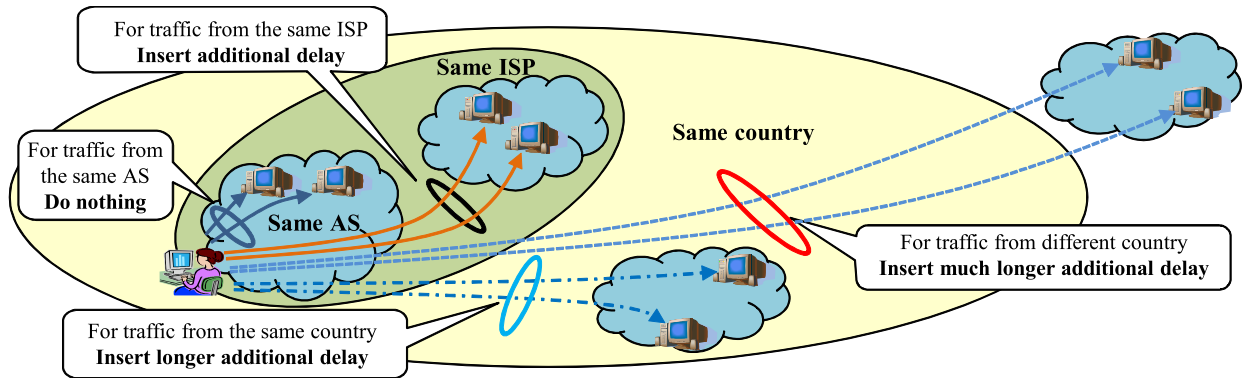 For traffic from the same ISP
Insert additional delay
Same ISP
Same country
For traffic from
the same AS
Do nothing
Same AS
For traffic from different country
Insert much longer additional delay
For traffic from the same country
Insert longer additional delay